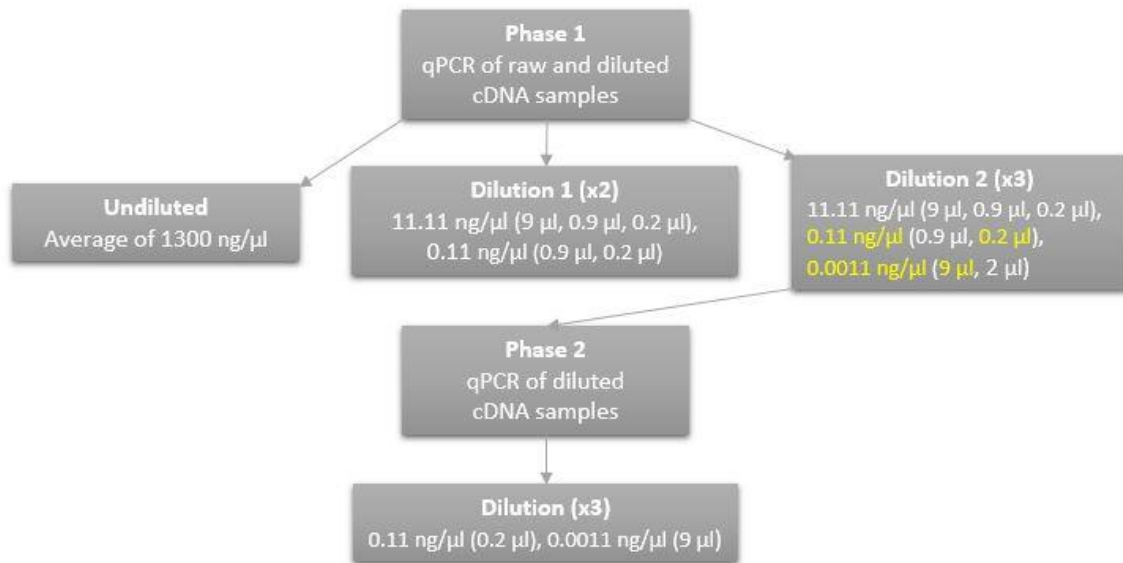 Phase 1
qPCR of raw and diluted
cDNA samples
Undiluted
Average of 1300 ng/µl
Dilution 1 (x2)
11.11 ng/µl (9 µl, 0.9 µl, 0.2 µl),
0.11 ng/µl (0.9 µl, 0.2 µl)
Dilution 2 (x3)
11.11 ng/µl (9 µl, 0.9 µl, 0.2 µl),
0.11 ng/µl (0.9 µl, 0.2 µl),
0.0011 ng/µl (9 µl, 2 µl)
Phase 2
qPCR of diluted
cDNA samples
Dilution (x3)
0.11 ng/µl (0.2 µl), 0.0011 ng/µl (9 µl)